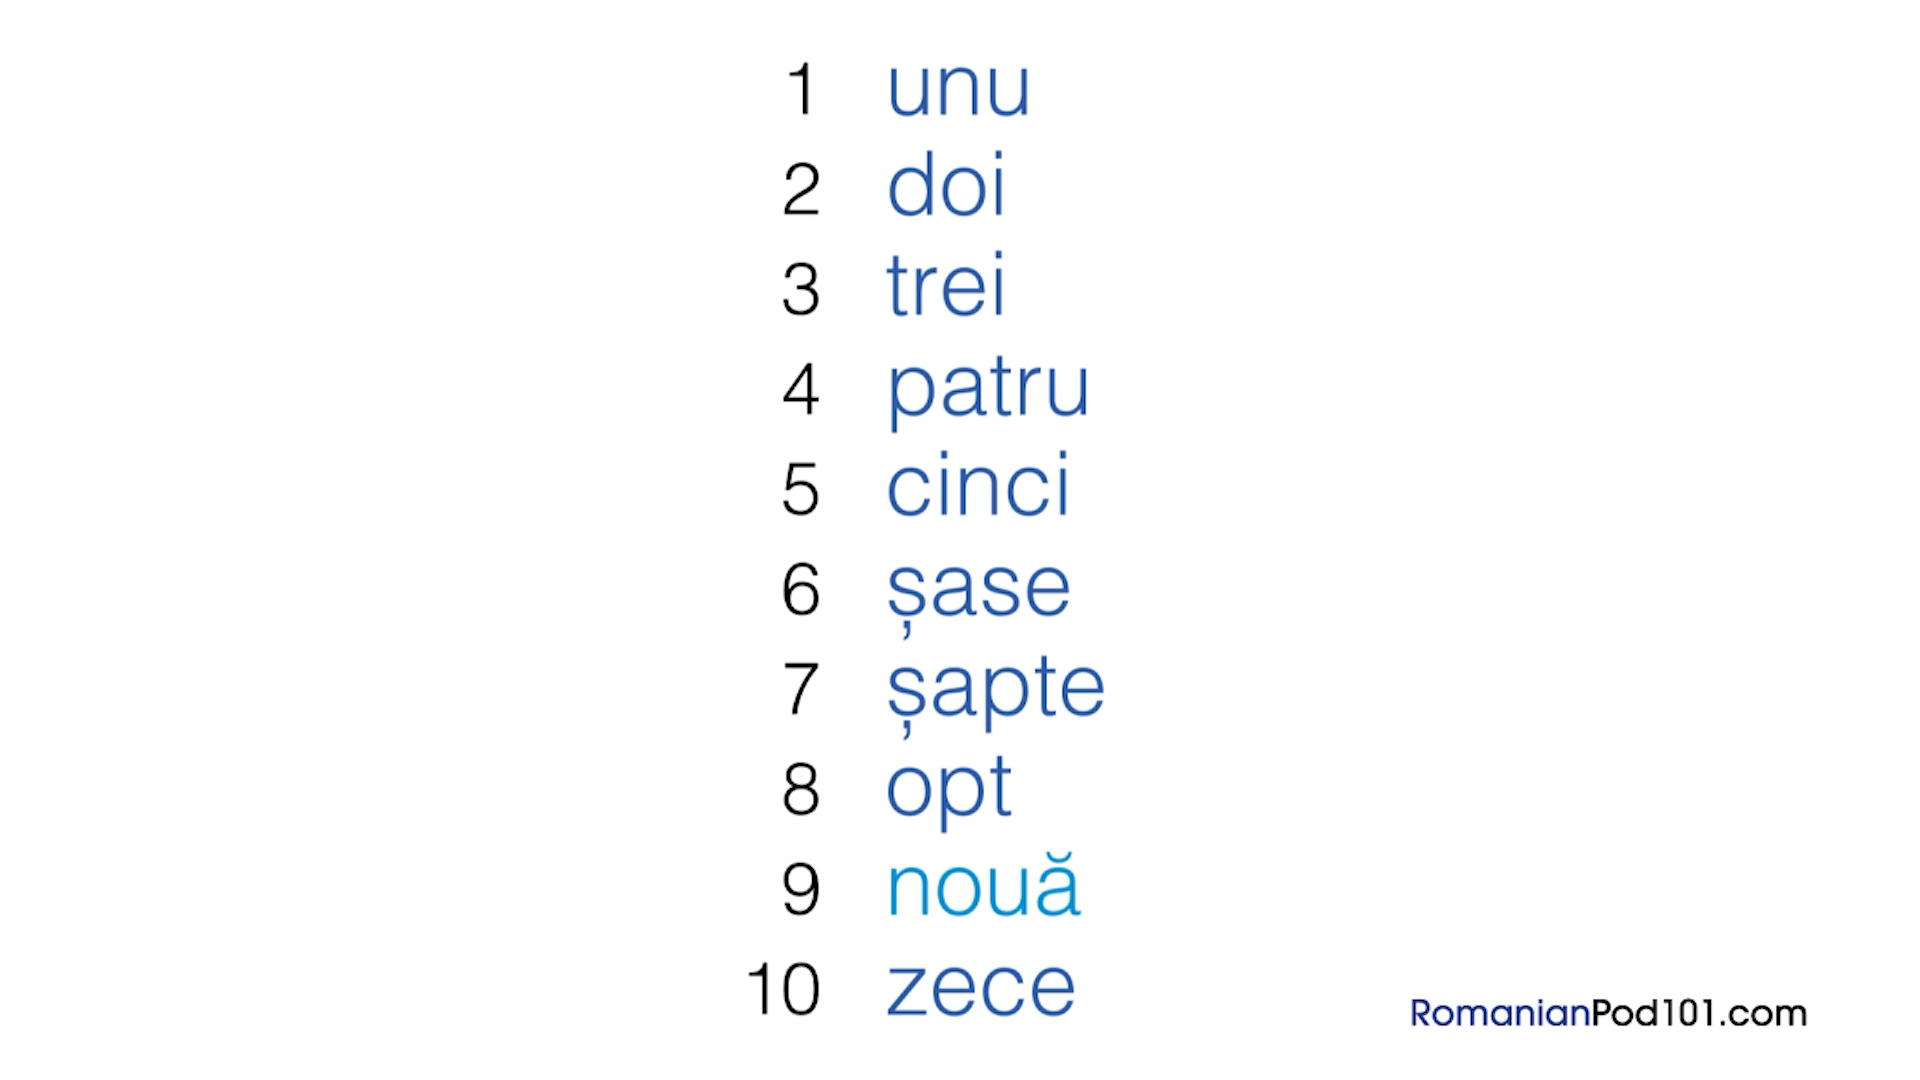 1 unu
2 doi
3 trei
4 patru
5 cinci
6 șase
7 șapte
8 opt
9 nouă
10 zece
RomanianPod101.com